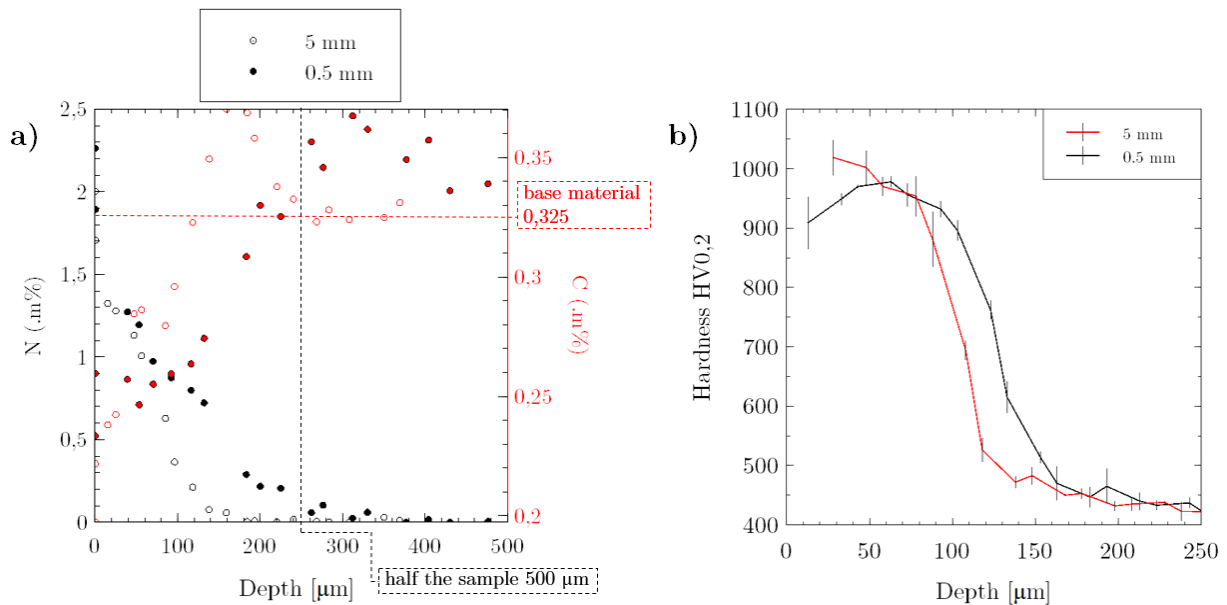 5 mm
0.5 mm
a)
2,5
2
1,5
1
0,5
0
N (.m%)
0 100 200 300 400 500
Depth [µm]
0,35
0,3
0,25
0,2
C (.m%)
base material
0,325
half the sample 500 µm
b)
5 mm
0.5 mm
1100
1000
900
800
700
600
500
400
Hardness HV0,2
0 50 100 150 200 250
Depth [µm]